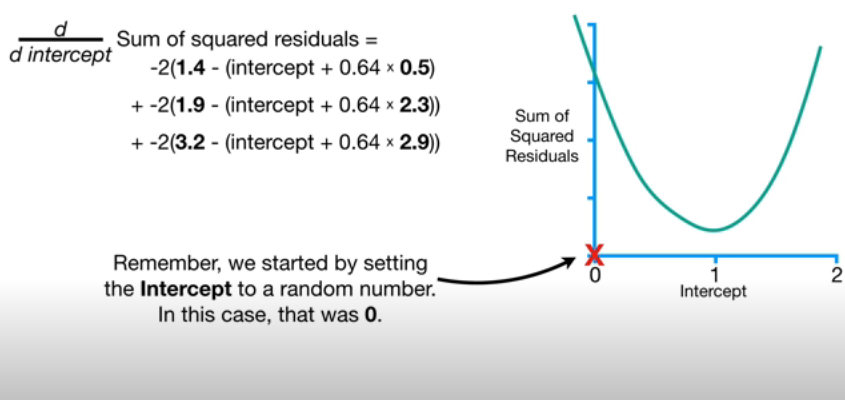 d
d intercept
Sum of squared residuals =
-2(1.4 - (intercept + 0.64 × 0.5)
+ -2(1.9 - (intercept + 0.64 × 2.3))
+ -2(3.2 - (intercept + 0.64 × 2.9))
Remember, we started by setting
the Intercept to a random number.
In this case, that was 0.
Sum of
Squared
Residuals
X
0 1 2
Intercept